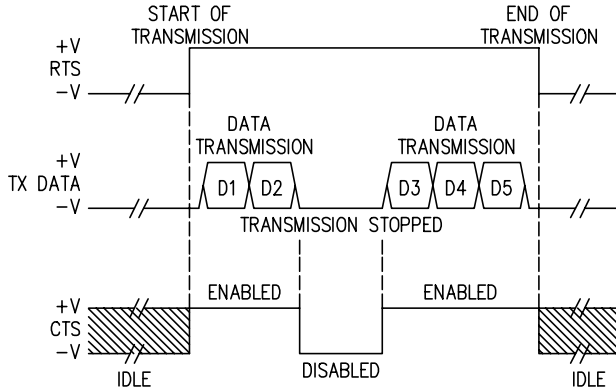 START OF
TRANSMISSION
END OF
TRANSMISSION
+V
RTS
−V
DATA
TRANSMISSION
DATA
TRANSMISSION
+V
TX DATA
−V
D1 D2 D3 D4 D5
TRANSMISSION STOPPED
ENABLED
ENABLED
+V
CTS
−V
DISABLED
IDLE
IDLE